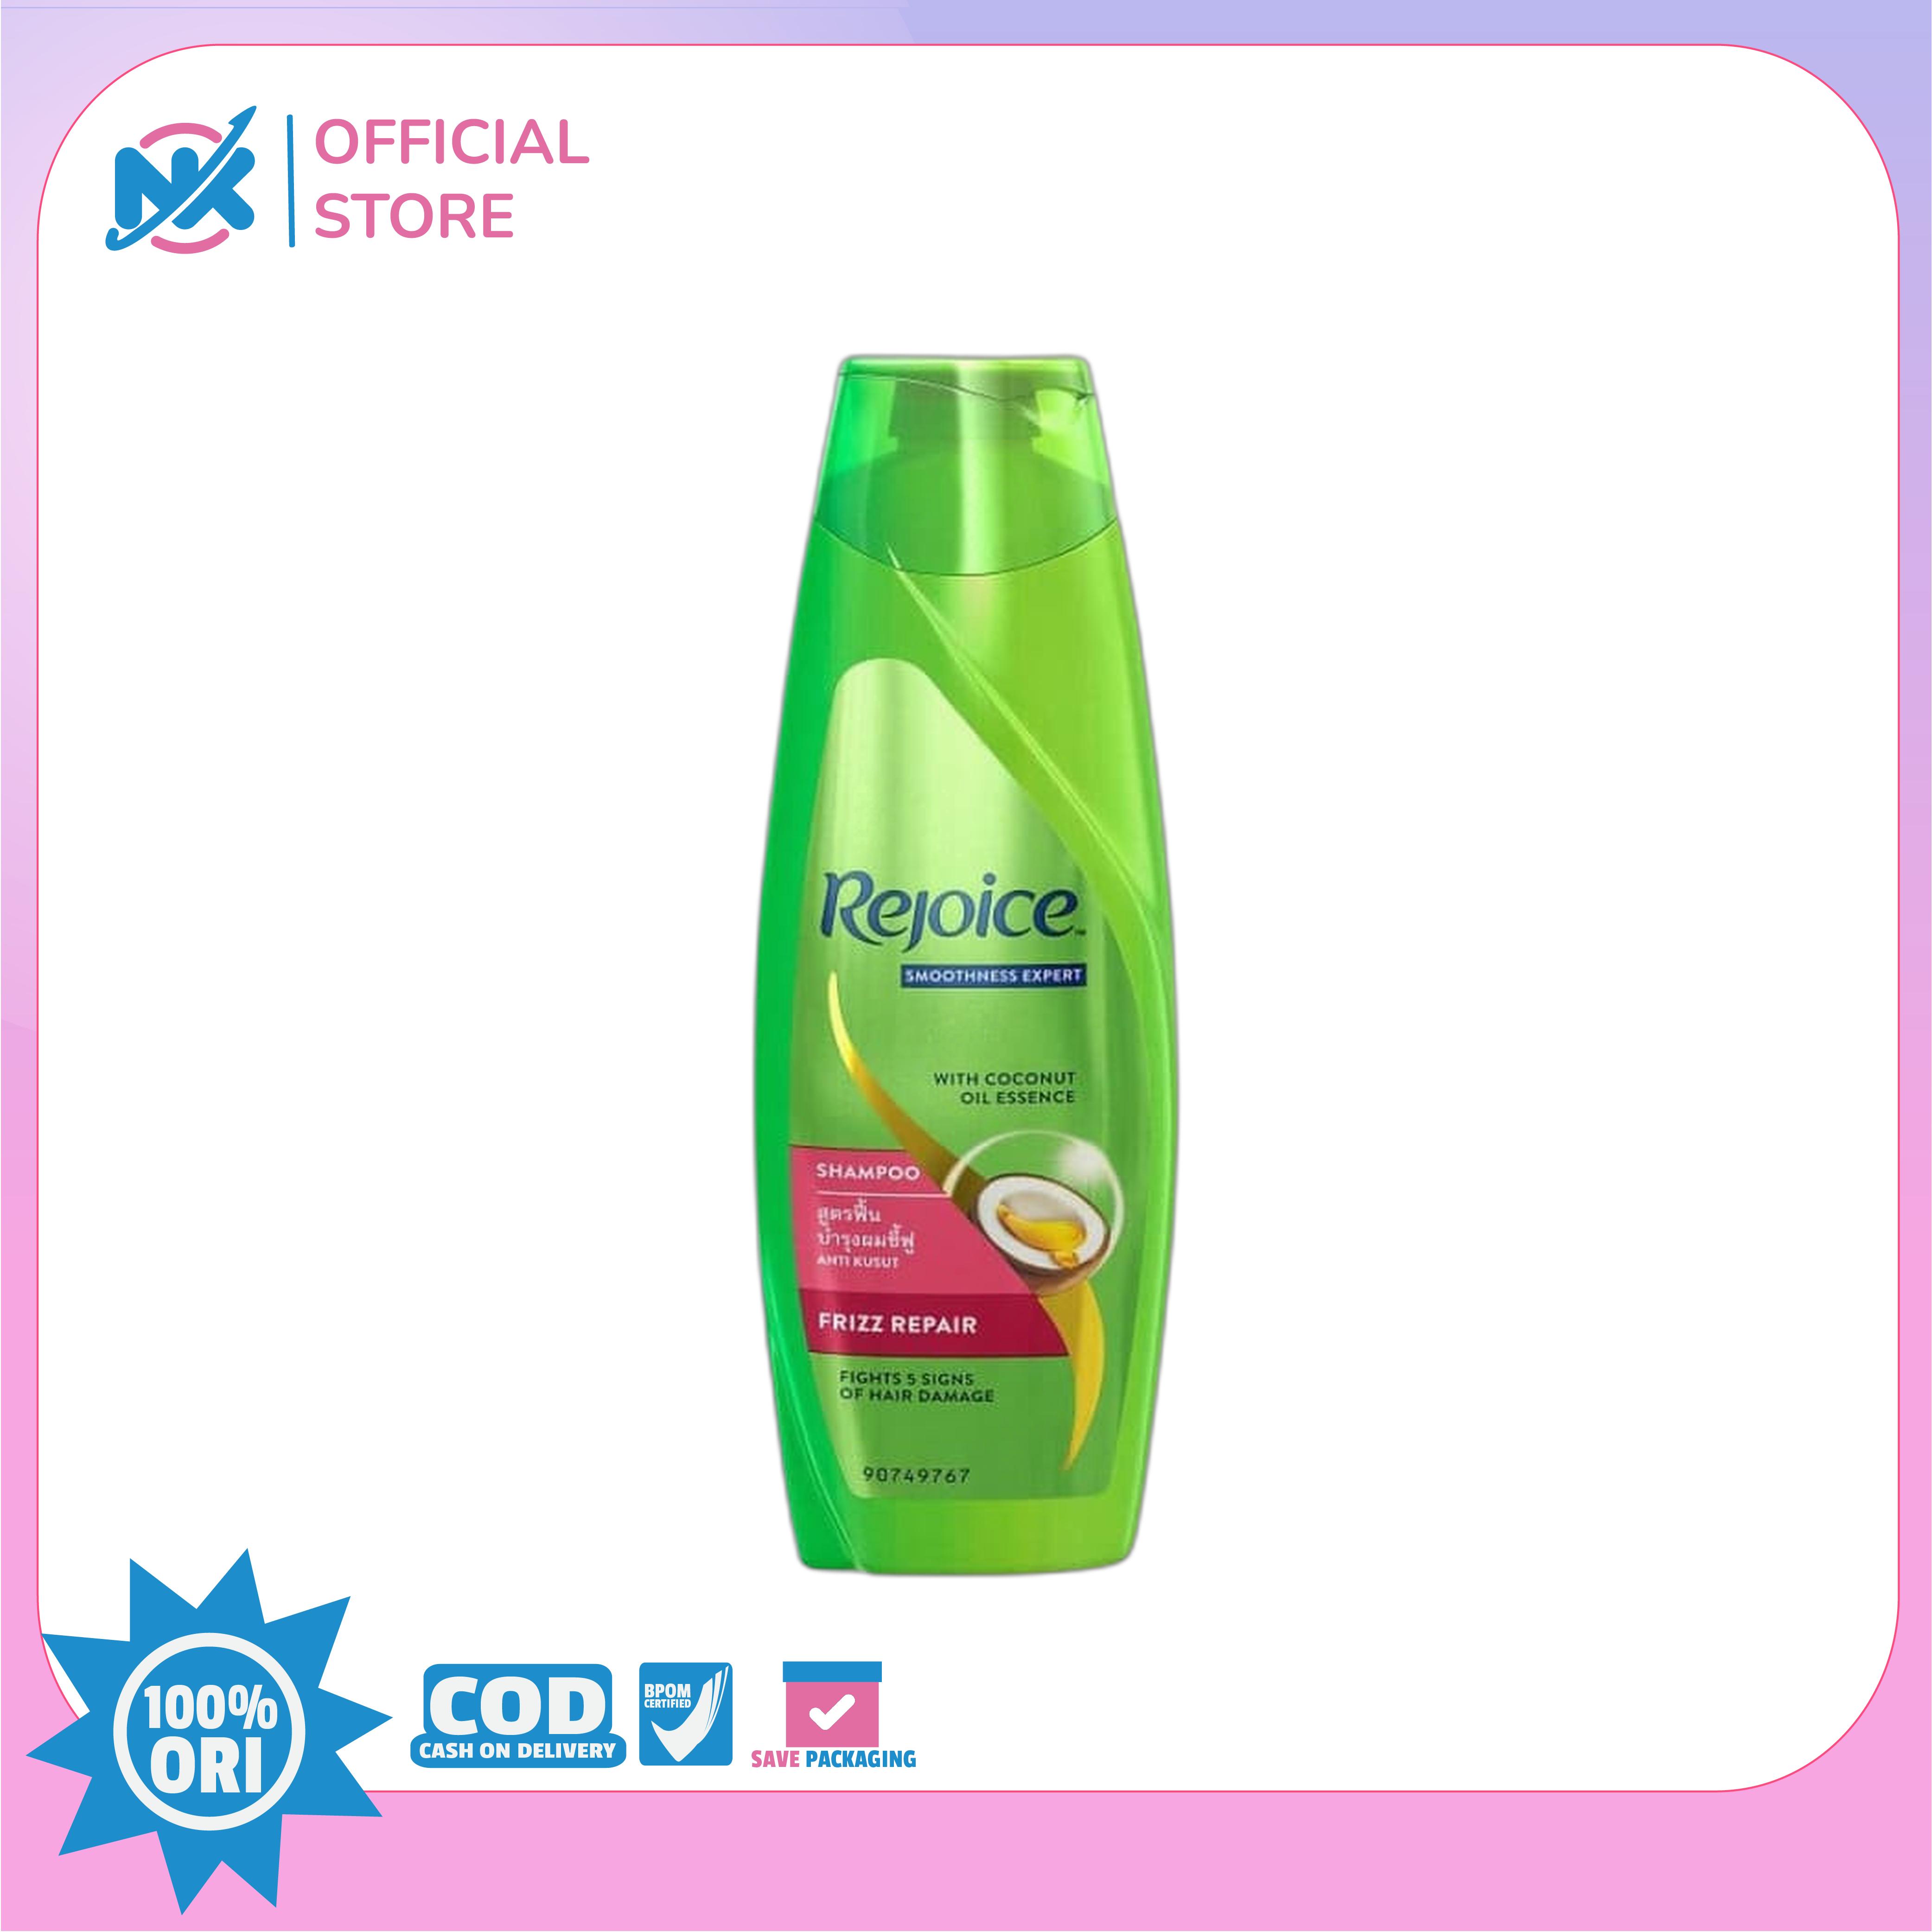 NK
OFFICIAL
STORE
Rejoice
SMOOTHNESS EXPERT
WITH COCONUT
OIL ESSENCE
SHAMPOO
สูตรฟื้น
บำรุงผมชี้ฟู
ANTI KUSUT
FRIZZ REPAIR
FIGHTS 5 SIGNS
OF HAIR DAMAGE
90749767
100%
ORI
COD
CASH ON DELIVERY
BPOM
CERTIFIED
SAVE PACKAGING